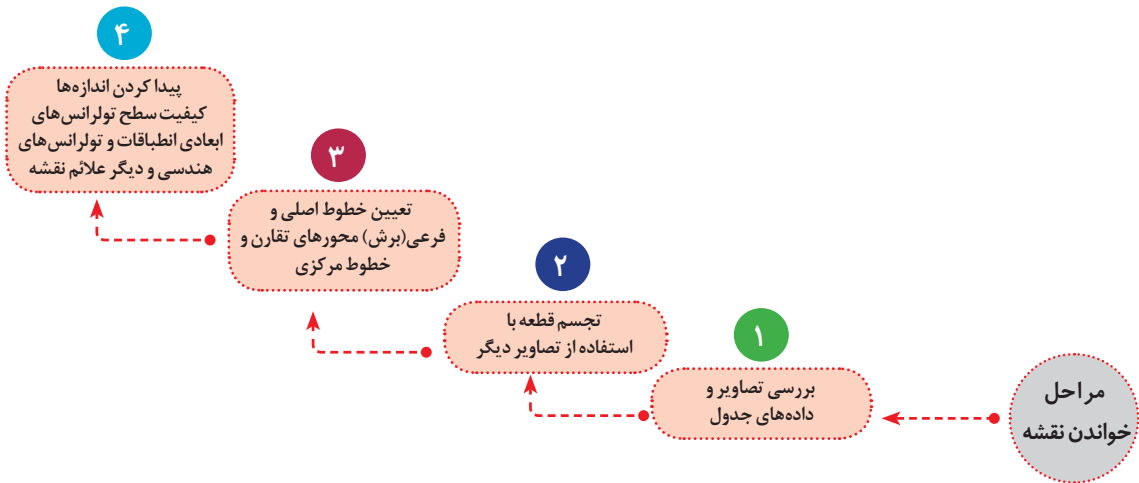 مراحل
خواندن نقشه
۱
بررسی تصاویر و
داده‌های جدول
۲
تجسم قطعه با
استفاده از تصاویر دیگر
۳
تعیین خطوط اصلی و
فرعی(برش) محورهای تقارن و
خطوط مرکزی
۴
پیدا کردن اندازه‌ها
کیفیت سطح تولرانس‌های
ابعادی انطباقات و تولرانس‌های
هندسی و دیگر علائم نقشه